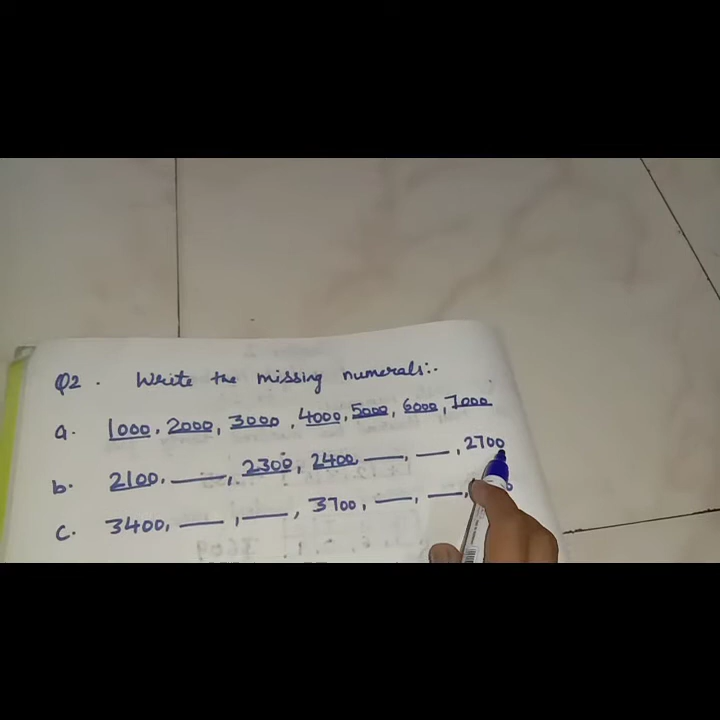 Q2. Write the missing numerals:.
a. 1000, 2000, 3000, 4000, 5000, 6000, 7000
b. 2100, ___, 2300, 2400 ___, ___, 2700
c. 3400, ___, ___, 3700, ___, ___,